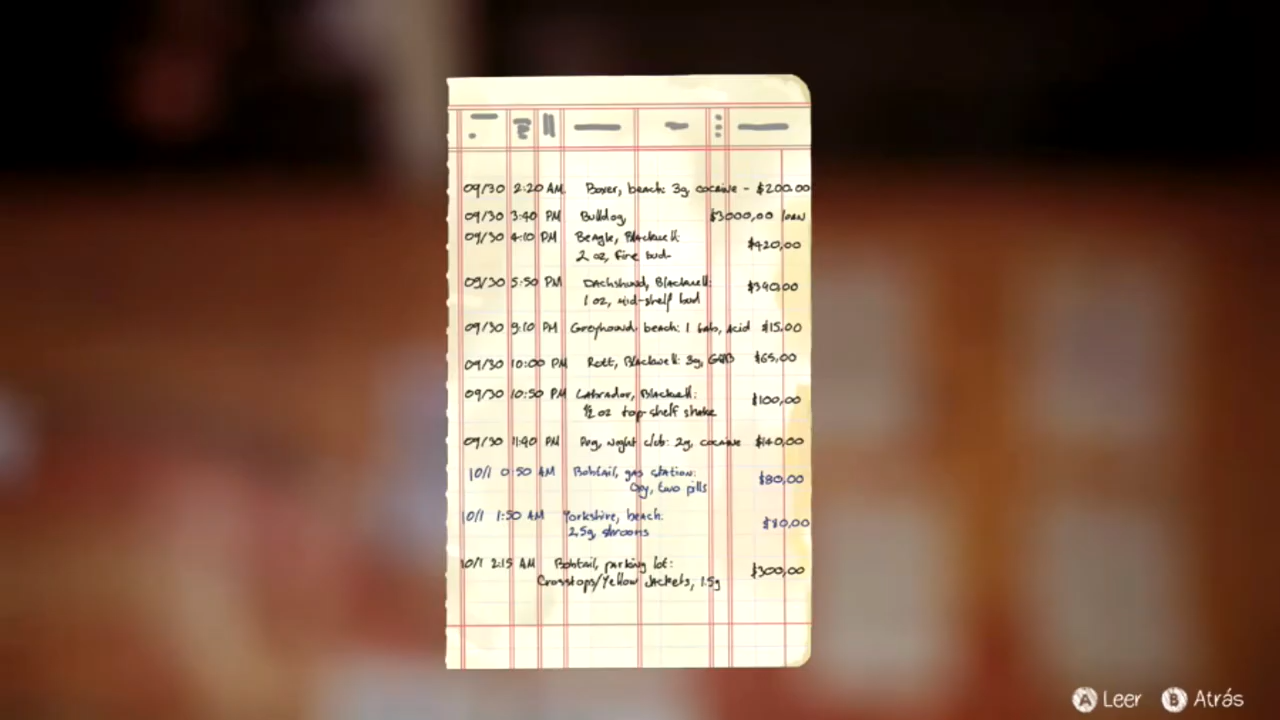 09/30 2:20 AM Boxer, beach: 3g, cocaine - $200.00
09/30 3:40 PM Bulldog, $3000,00 loan
09/30 4:10 PM Beagle, Blackwell:
2 oz, fire bud $420,00
09/30 5:50 PM Dachshund, Blackwell: $340.00
1 oz, mid-shelf bud
09/30 9:10 PM Greyhound, beach: 1 tab, acid $15.00
09/30 10:00 PM Rott, Blackwell: 3g, GHB $65,00
09/30 10:50 PM Labrador, Blackwell: $100,00
½ oz top-shelf shake
09/30 11:40 PM Pug, night club: 2g, cocaine $140,00
10/1 0:50 AM Bobtail, gas station: $80,00
Oxy, two pills
10/1 1:50 AM Yorkshire, beach:
2,5g, shrooms
10/1 2:15 AM Bobtail, parking lot: $300,00
Crosstops/Yellow Jackets, 1.5g
A Leer B Atrás